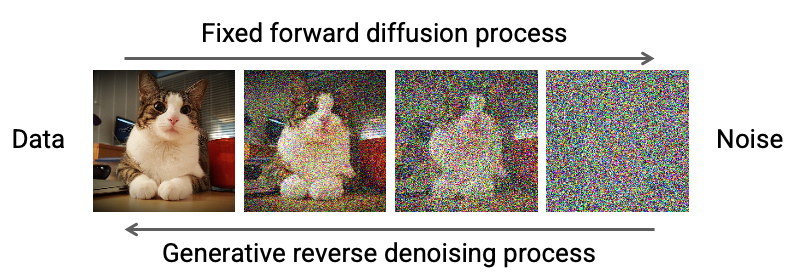 Fixed forward diffusion process
Data
Noise
Generative reverse denoising process